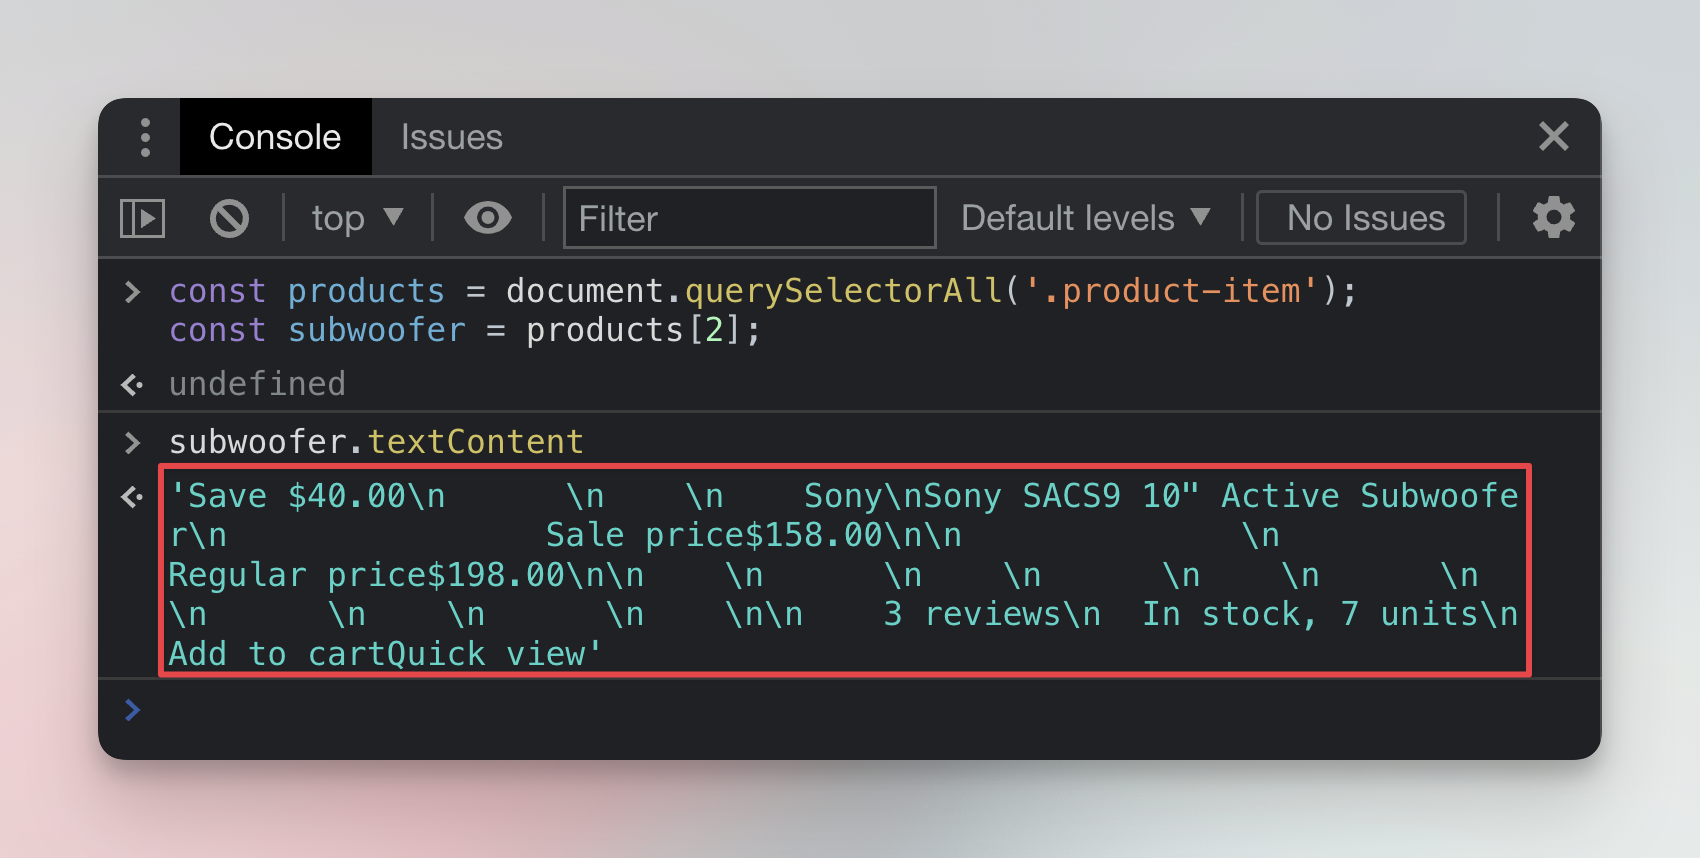 Console Issues
top Filter Default levels No Issues
const products = document.querySelectorAll('.product-item');
const subwoofer = products[2];
undefined
subwoofer.textContent
'Save $40.00\n      \n    \n    Sony\nSony SACS9 10" Active Subwoofe
r\n                Sale price$158.00\n\n              \n
Regular price$198.00\n\n    \n      \n    \n      \n    \n      \n
\n      \n    \n      \n    \n\n    3 reviews\n  In stock, 7 units\n
Add to cartQuick view'